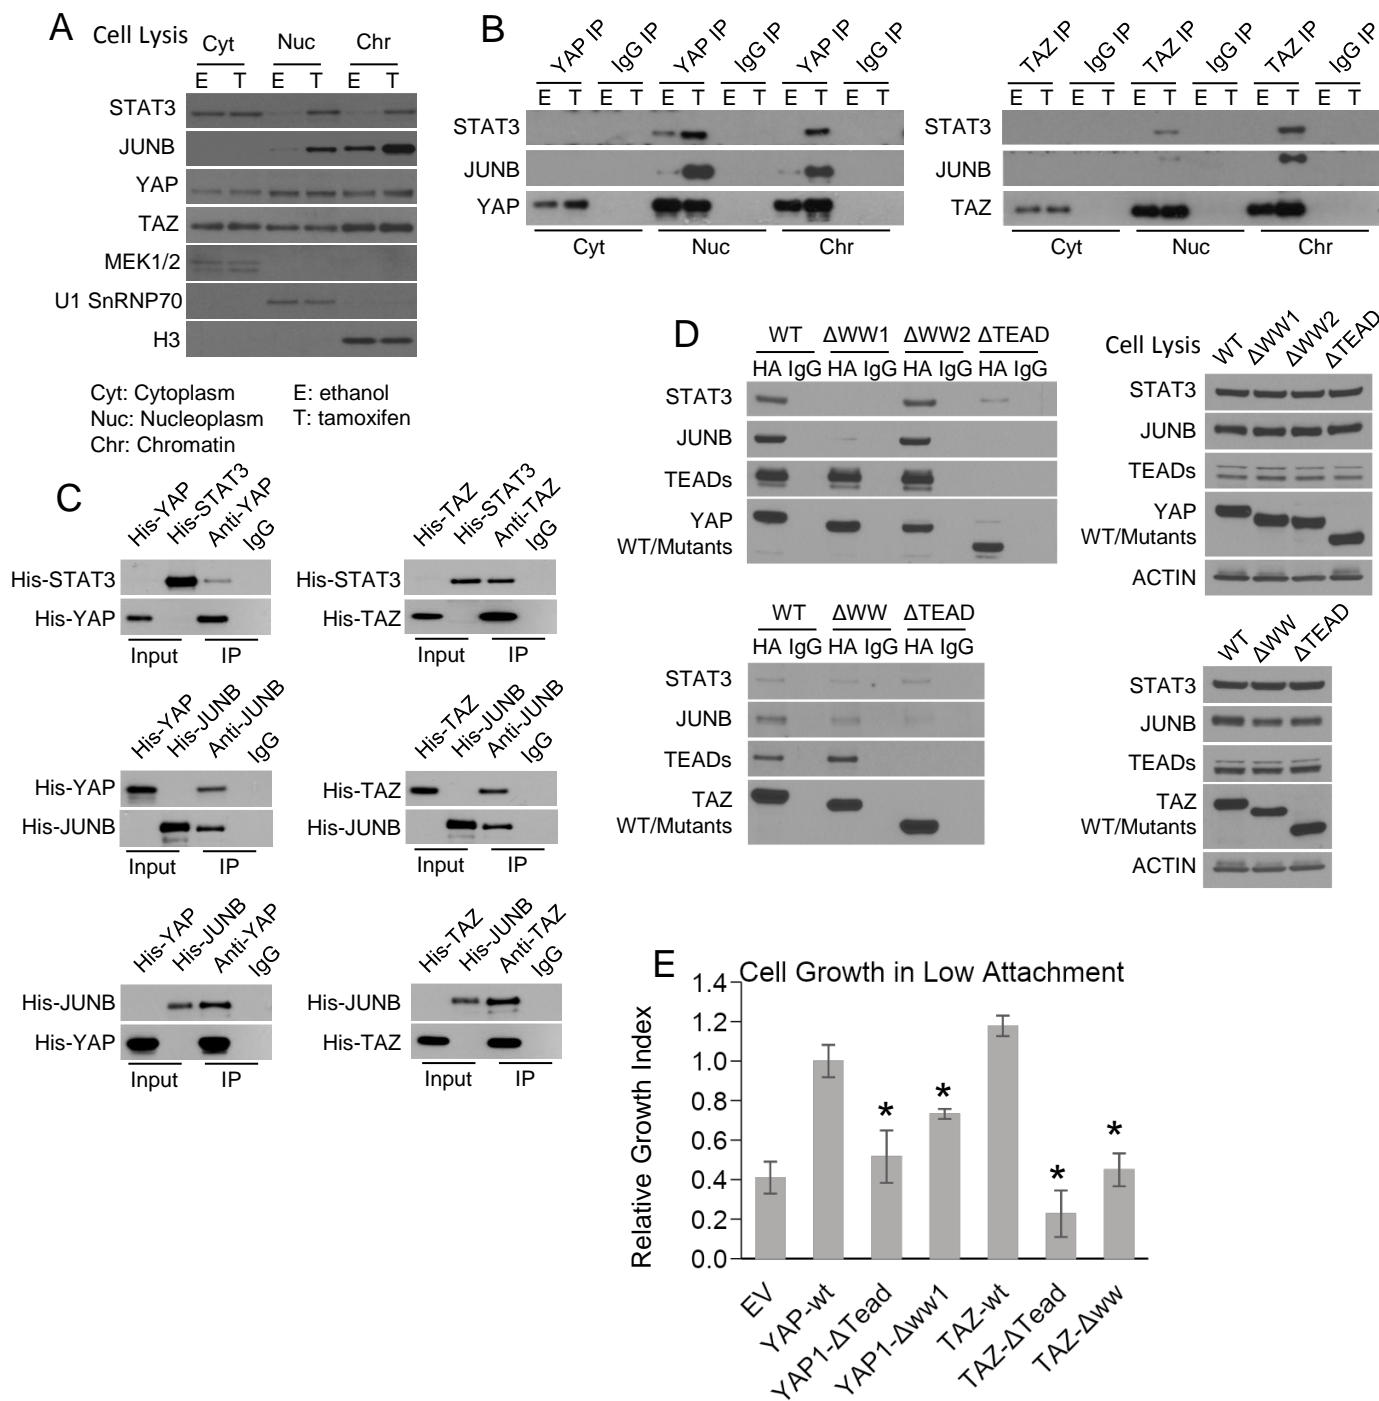 A
Cell Lysis
Cyt Nuc Chr
E T E T E T
STAT3
JUNB
YAP
TAZ
MEK1/2
U1 SnRNP70
H3
Cyt: Cytoplasm
Nuc: Nucleoplasm
Chr: Chromatin
E: ethanol
T: tamoxifen
B
YAP IP IgG IP YAP IP IgG IP YAP IP IgG IP
E T E T E T E T E T E T
STAT3
JUNB
YAP
Cyt Nuc Chr
TAZ IP IgG IP TAZ IP IgG IP TAZ IP IgG IP
E T E T E T E T E T E T
STAT3
JUNB
TAZ
Cyt Nuc Chr
C
His-YAP His-STAT3 Anti-YAP IgG
His-STAT3
His-YAP
Input IP
His-TAZ His-STAT3 Anti-TAZ IgG
His-STAT3
His-TAZ
Input IP
His-YAP His-JUNB Anti-JUNB IgG
His-YAP
His-JUNB
Input IP
His-TAZ His-JUNB Anti-JUNB IgG
His-TAZ
His-JUNB
Input IP
His-YAP His-JUNB Anti-YAP IgG
His-JUNB
His-YAP
Input IP
His-TAZ His-JUNB Anti-TAZ IgG
His-JUNB
His-TAZ
Input IP
D
WT ΔWW1 ΔWW2 ΔTEAD
HA IgG HA IgG HA IgG HA IgG
STAT3
JUNB
TEADs
YAP
WT/Mutants
Cell Lysis
WT ΔWW1 ΔWW2 ΔTEAD
STAT3
JUNB
TEADs
YAP
WT/Mutants
ACTIN
WT ΔWW ΔTEAD
HA IgG HA IgG HA IgG
STAT3
JUNB
TEADs
TAZ
WT/Mutants
WT ΔWW ΔTEAD
STAT3
JUNB
TEADs
TAZ
WT/Mutants
ACTIN
E
Cell Growth in Low Attachment
Relative Growth Index
1.4
1.2
1.0
0.8
0.6
0.4
0.2
0.0
* * * *
EV YAP-wt YAP1-ΔTead YAP1-Δww1 TAZ-wt TAZ-ΔTead TAZ-Δww